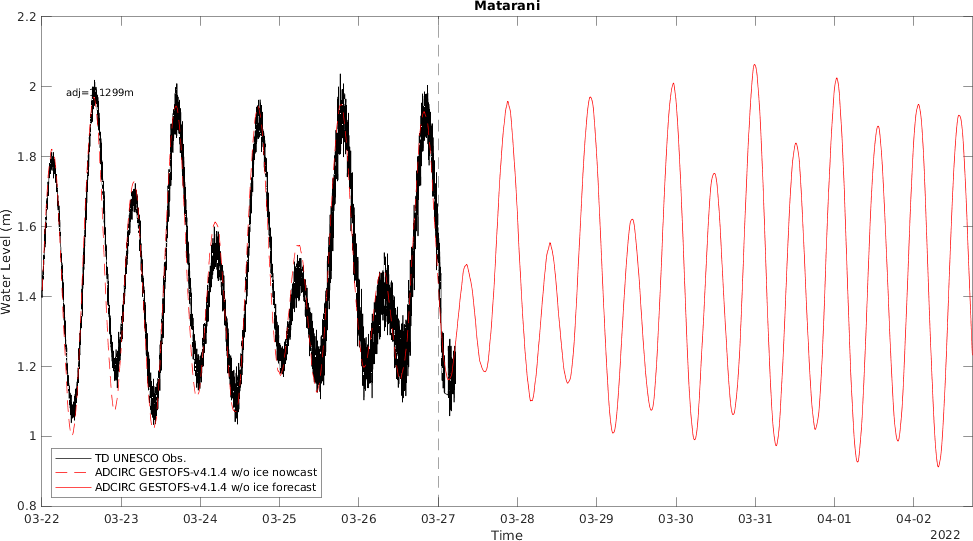 Matarani
2.2
2
1.8
1.6
1.4
1.2
1
0.8
Water Level (m)
adj=1.1299m
TD UNESCO Obs.
ADCIRC GESTOFS-v4.1.4 w/o ice nowcast
ADCIRC GESTOFS-v4.1.4 w/o ice forecast
03-22 03-23 03-24 03-25 03-26 03-27 03-28 03-29 03-30 03-31 04-01 04-02
Time
2022